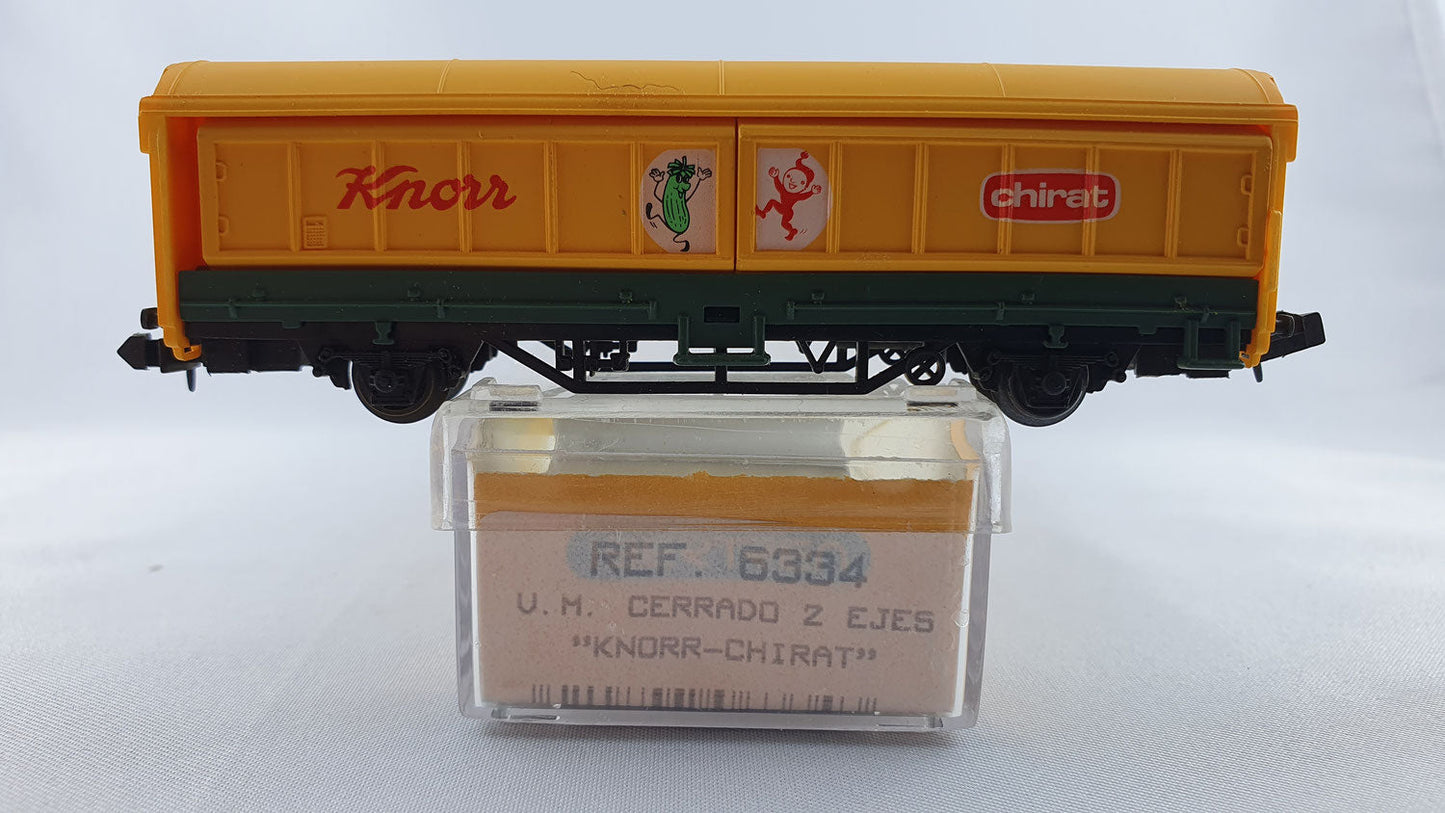 Knorr
chirat
REF. 6334
V.M. CERRADO 2 EJES
"KNORR-CHIRAT"